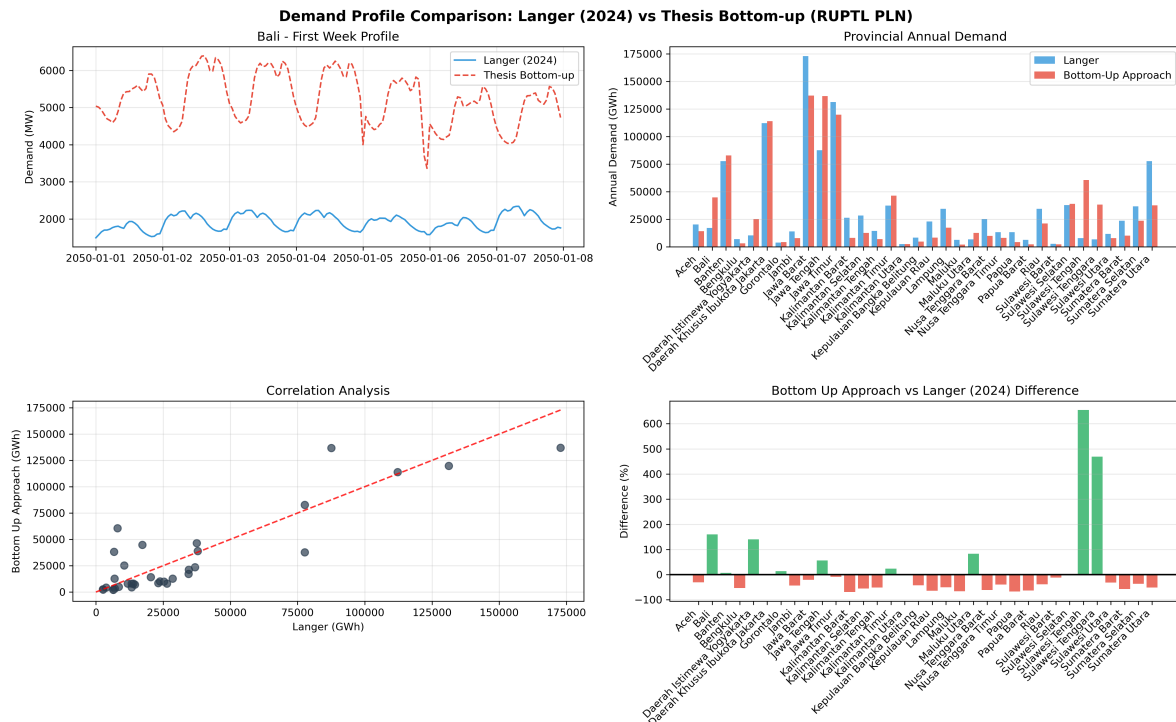 Demand Profile Comparison: Langer (2024) vs Thesis Bottom-up (RUPTL PLN)
Bali - First Week Profile
Demand (MW)
6000
5000
4000
3000
2000
Langer (2024)
Thesis Bottom-up
2050-01-01
2050-01-02
2050-01-03
2050-01-04
2050-01-05
2050-01-06
2050-01-07
2050-01-08
Provincial Annual Demand
Annual Demand (GWh)
175000
150000
125000
100000
75000
50000
25000
0
Langer
Bottom-Up Approach
Aceh
Bali
Banten
Bengkulu
Daerah Istimewa Yogyakarta
Daerah Khusus Ibukota Jakarta
Gorontalo
Jambi
Jawa Barat
Jawa Tengah
Jawa Timur
Kalimantan Barat
Kalimantan Selatan
Kalimantan Tengah
Kalimantan Timur
Kalimantan Utara
Kepulauan Bangka Belitung
Kepulauan Riau
Lampung
Maluku
Maluku Utara
Nusa Tenggara Barat
Nusa Tenggara Timur
Papua
Papua Barat
Riau
Sulawesi Barat
Sulawesi Selatan
Sulawesi Tengah
Sulawesi Tenggara
Sulawesi Utara
Sumatera Barat
Sumatera Selatan
Sumatera Utara
Correlation Analysis
Bottom Up Approach (GWh)
175000
150000
125000
100000
75000
50000
25000
0
0
25000
50000
75000
100000
125000
150000
175000
Langer (GWh)
Bottom Up Approach vs Langer (2024) Difference
Difference (%)
600
500
400
300
200
100
0
−100
Aceh
Bali
Banten
Bengkulu
Daerah Istimewa Yogyakarta
Daerah Khusus Ibukota Jakarta
Gorontalo
Jambi
Jawa Barat
Jawa Tengah
Jawa Timur
Kalimantan Barat
Kalimantan Selatan
Kalimantan Tengah
Kalimantan Timur
Kalimantan Utara
Kepulauan Bangka Belitung
Kepulauan Riau
Lampung
Maluku
Maluku Utara
Nusa Tenggara Barat
Nusa Tenggara Timur
Papua
Papua Barat
Riau
Sulawesi Barat
Sulawesi Selatan
Sulawesi Tengah
Sulawesi Tenggara
Sulawesi Utara
Sumatera Barat
Sumatera Selatan
Sumatera Utara